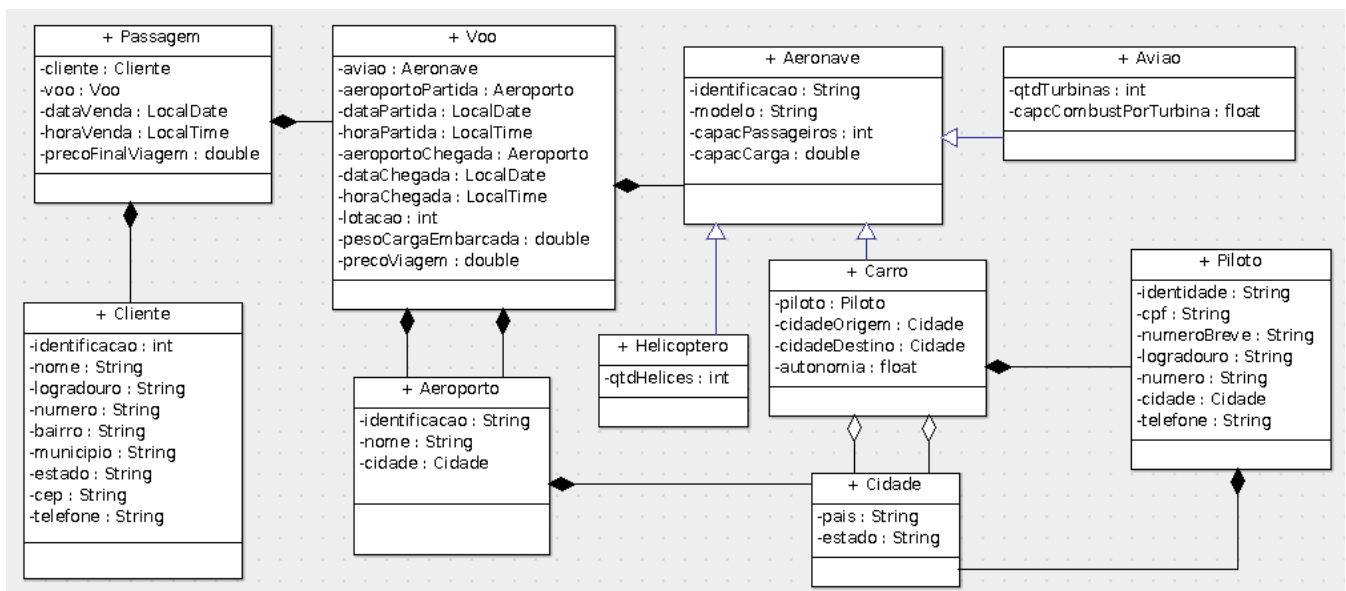 + Passagem
-cliente : Cliente
-voo : Voo
-dataVenda : LocalDate
-horaVenda : LocalTime
-precoFinalViagem : double
+ Voo
-aviao : Aeronave
-aeroportoPartida : Aeroporto
-dataPartida : LocalDate
-horaPartida : LocalTime
-aeroportoChegada : Aeroporto
-dataChegada : LocalDate
-horaChegada : LocalTime
-lotacao : int
-pesoCargaEmbarcada : double
-precoViagem : double
+ Aeronave
-identificacao : String
-modelo : String
-capacPassageiros : int
-capacCarga : double
+ Aviao
-qtdTurbinas : int
-capcCombustPorTurbina : float
+ Cliente
-identificacao : int
-nome : String
-logradouro : String
-numero : String
-bairro : String
-municipio : String
-estado : String
-cep : String
-telefone : String
+ Aeroporto
-identificacao : String
-nome : String
-cidade : Cidade
+ Helicoptero
-qtdHelices : int
+ Carro
-piloto : Piloto
-cidadeOrigem : Cidade
-cidadeDestino : Cidade
-autonomia : float
+ Piloto
-identidade : String
-cpf : String
-numeroBreve : String
-logradouro : String
-numero : String
-cidade : Cidade
-telefone : String
+ Cidade
-pais : String
-estado : String